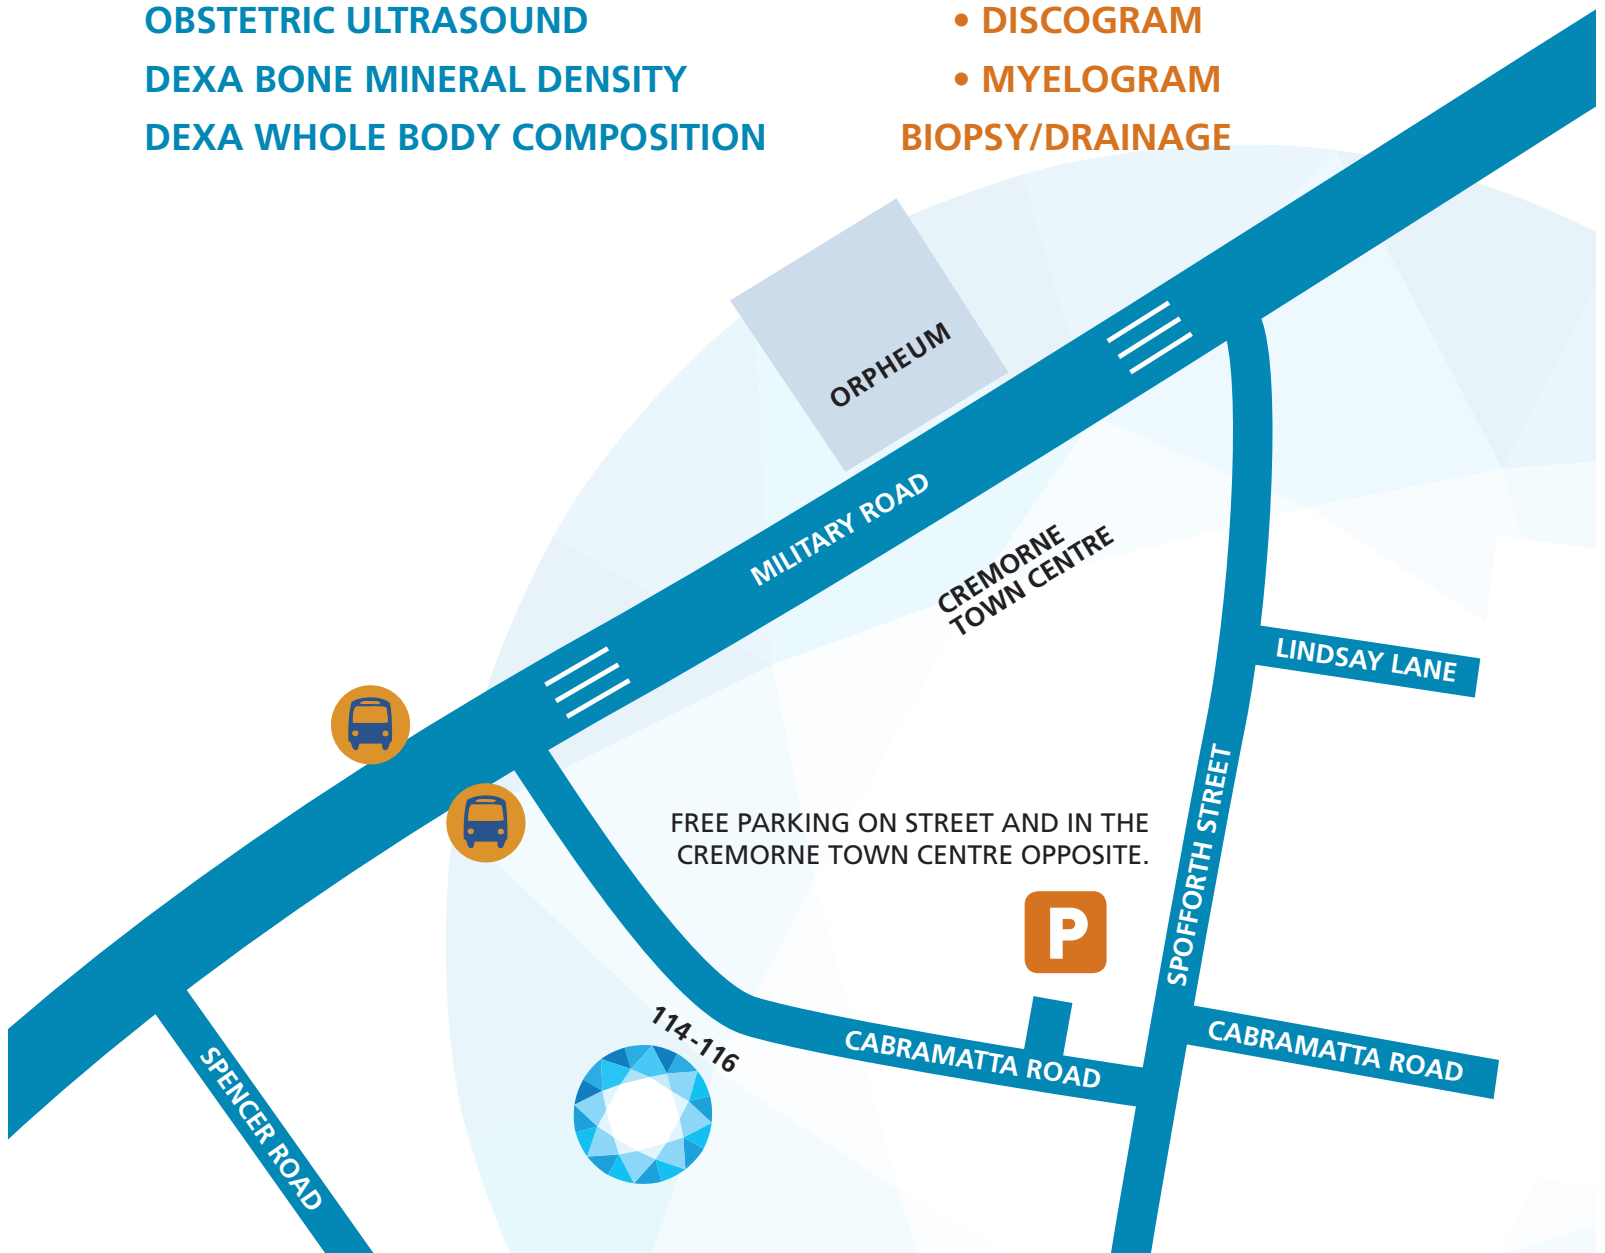 OBSTETRIC ULTRASOUND
DEXA BONE MINERAL DENSITY
DEXA WHOLE BODY COMPOSITION
• DISCOGRAM
• MYELOGRAM
BIOPSY/DRAINAGE
ORPHEUM
MILITARY ROAD
CREMORNE
TOWN CENTRE
LINDSAY LANE
SPOFFORTH STREET
FREE PARKING ON STREET AND IN THE
CREMORNE TOWN CENTRE OPPOSITE.
P
114-116
CABRAMATTA ROAD
CABRAMATTA ROAD
SPENCER ROAD